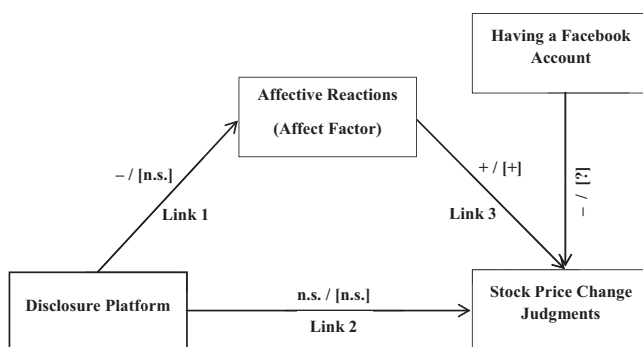 Having a Facebook
Account
Affective Reactions
(Affect Factor)
– / [n.s.]
Link 1
+ / [+]
Link 3
– / [?]
Disclosure Platform
n.s. / [n.s.]
Link 2
Stock Price Change
Judgments